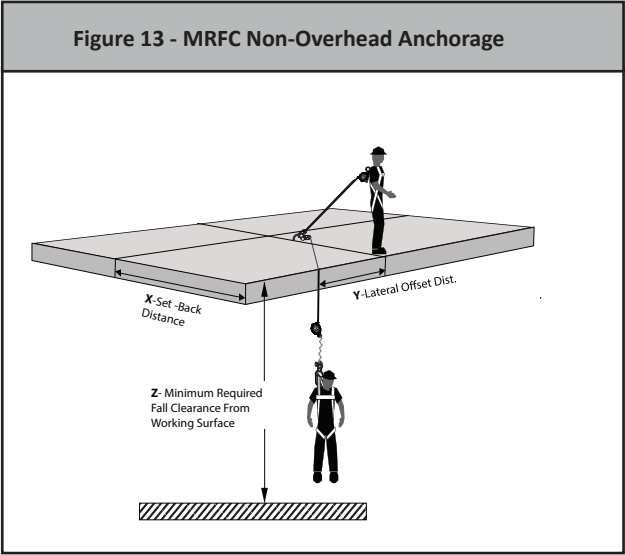 Figure 13 - MRFC Non-Overhead Anchorage
X-Set -Back
Distance
Y-Lateral Offset Dist.
Z- Minimum Required
Fall Clearance From
Working Surface